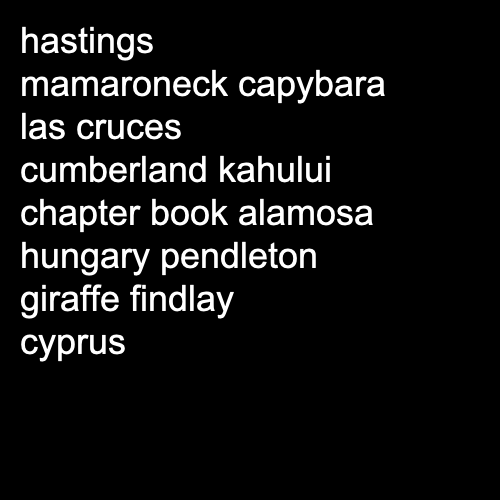 hastings
mamaroneck capybara
las cruces
cumberland kahului
chapter book alamosa
hungary pendleton
giraffe findlay
cyprus